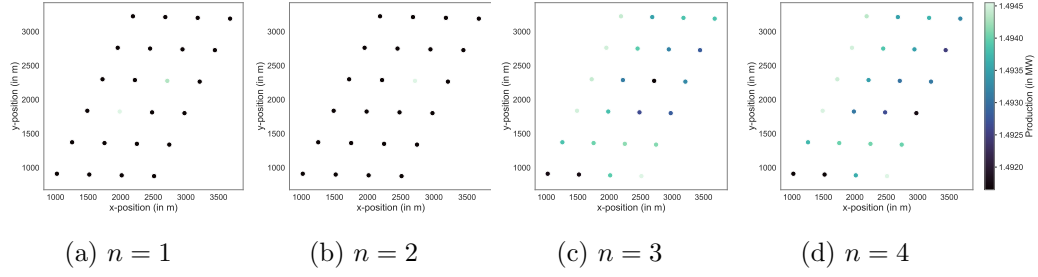 3000
2500
2000
1500
1000
y-position (in m)
1000 1500 2000 2500 3000 3500
x-position (in m)
(a) n = 1
3000
2500
2000
1500
1000
y-position (in m)
1000 1500 2000 2500 3000 3500
x-position (in m)
(b) n = 2
3000
2500
2000
1500
1000
y-position (in m)
1000 1500 2000 2500 3000 3500
x-position (in m)
(c) n = 3
3000
2500
2000
1500
1000
y-position (in m)
1000 1500 2000 2500 3000 3500
x-position (in m)
(d) n = 4
1.4945
1.4940
1.4935
1.4930
1.4925
1.4920
Production (in MW)